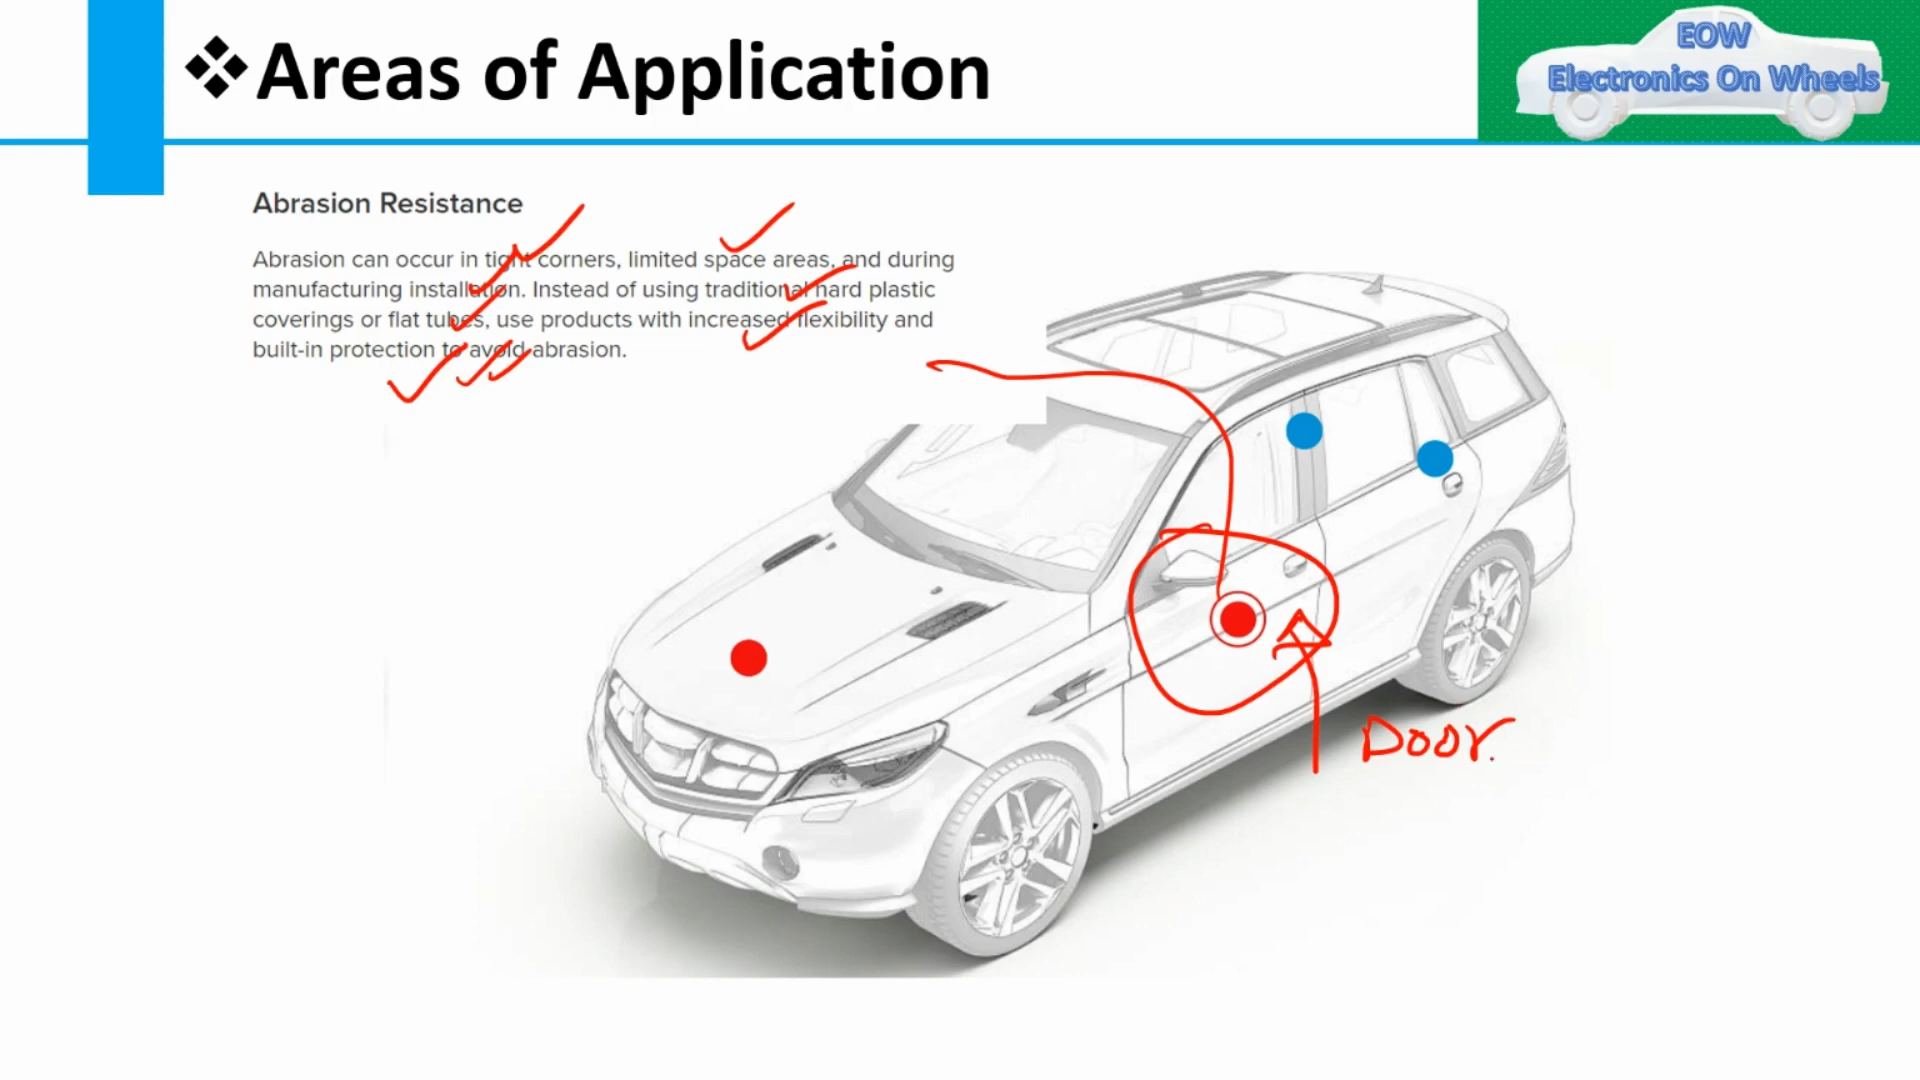 ❖Areas of Application
EOW
Electronics On Wheels
Abrasion Resistance
Abrasion can occur in tight corners, limited space areas, and during
manufacturing installation. Instead of using traditional hard plastic
coverings or flat tubes, use products with increased flexibility and
built-in protection to avoid abrasion.
Door.